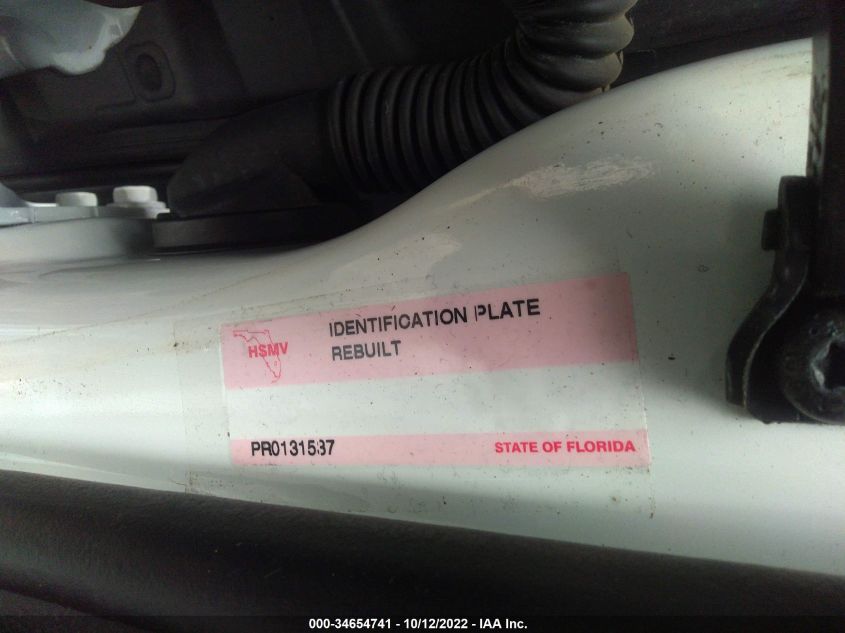 HSMV
IDENTIFICATION PLATE
REBUILT
PR0131537
STATE OF FLORIDA
000-34654741 - 10/12/2022 - IAA Inc.